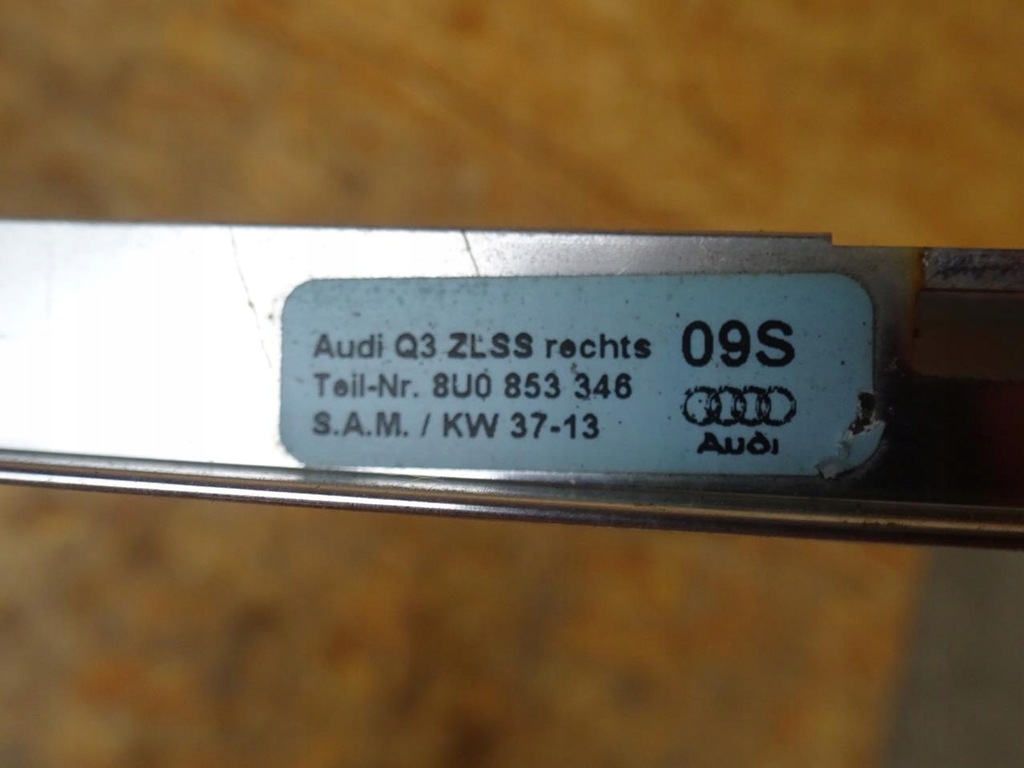 Audi Q3 ZLSS rechts 09S
Teil-Nr. 8U0 853 346
S.A.M. / KW 37-13
Audi